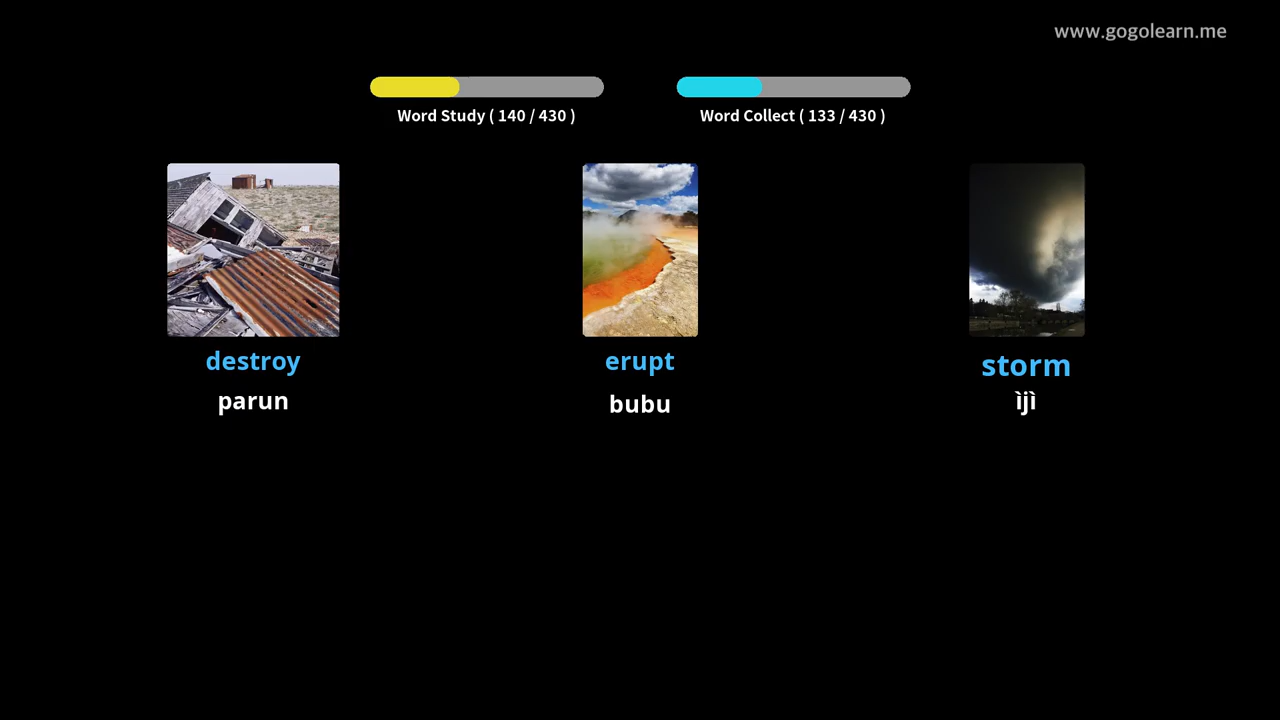 www.gogolearn.me
Word Study ( 140 / 430 )
Word Collect ( 133 / 430 )
destroy
parun
erupt
bubu
storm
ìjì